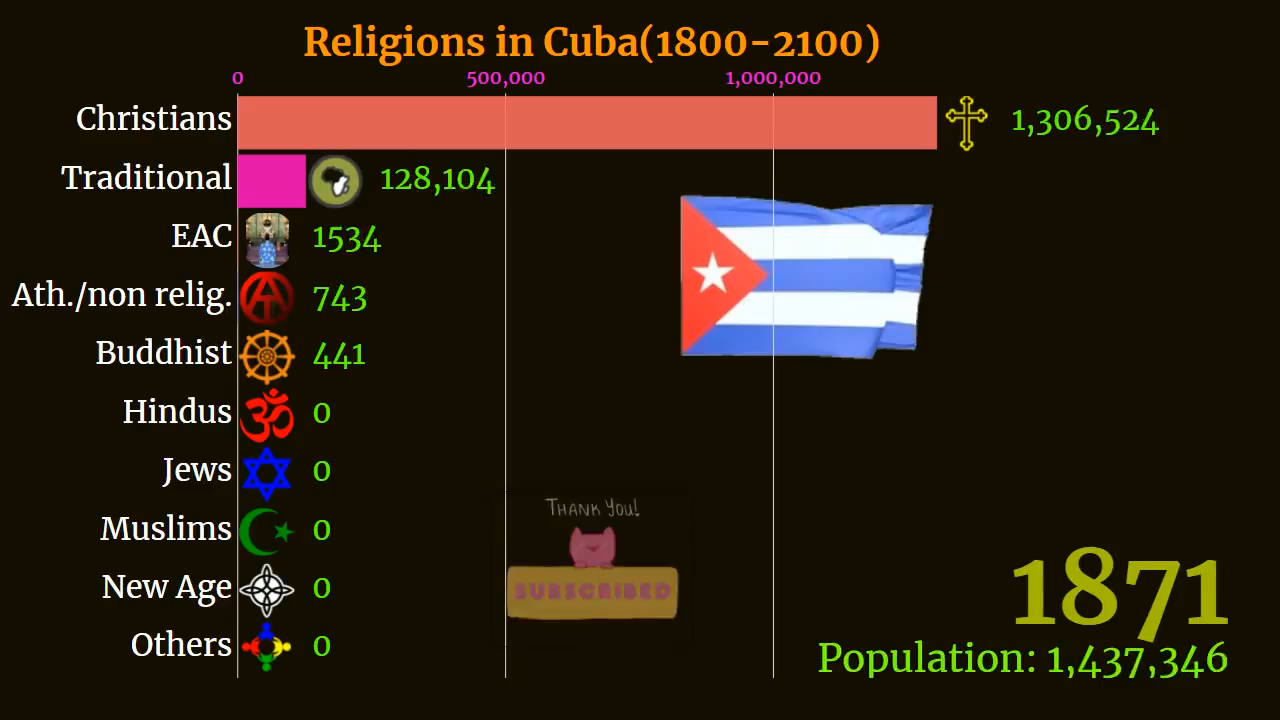 Religions in Cuba(1800-2100)
0 500,000 1,000,000
Christians 1,306,524
Traditional 128,104
EAC 1534
Ath./non relig. 743
Buddhist 441
Hindus 0
Jews 0
Muslims 0
New Age 0
Others 0
THANK YOU!
SUBSCRIBED
1871
Population: 1,437,346